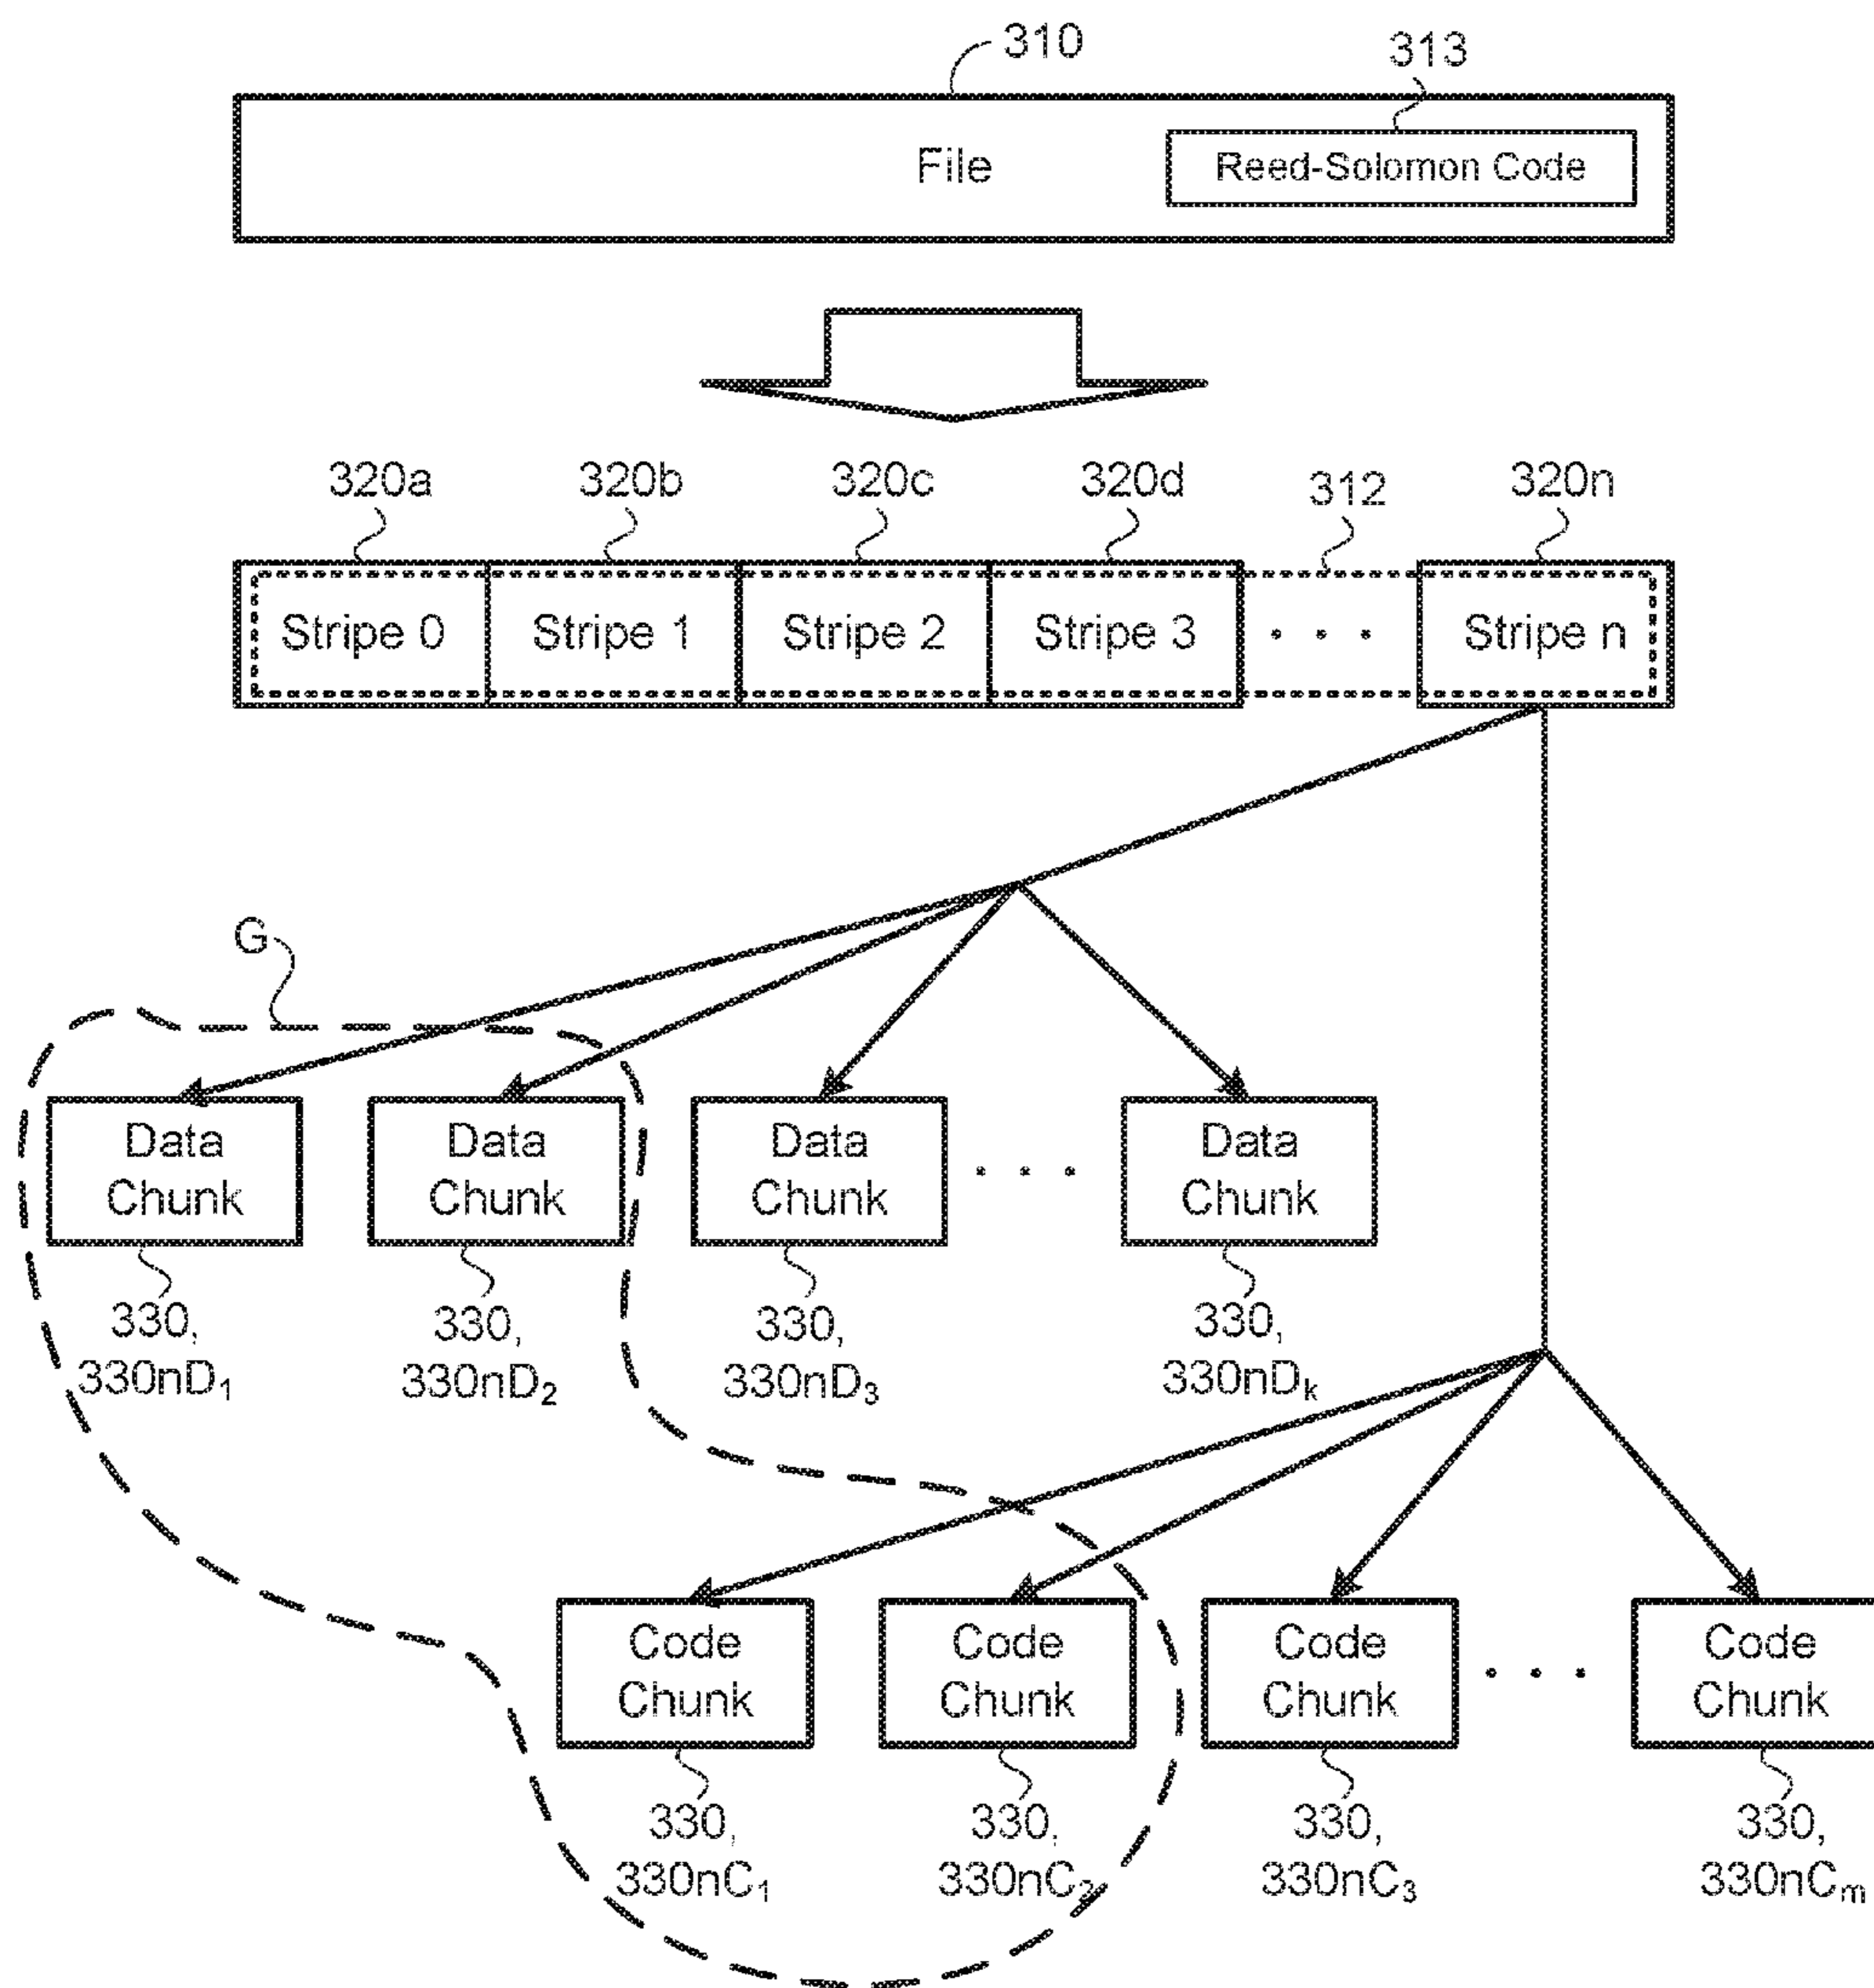 310
313
File
Reed-Solomon Code
320a 320b 320c 320d 312 320n
Stripe 0 Stripe 1 Stripe 2 Stripe 3 . . . Stripe n
G
Data Data Data Data
Chunk Chunk Chunk . . . Chunk
330, 330, 330, 330,
330nD₁ 330nD₂ 330nD₃ 330nDₖ
Code Code Code Code
Chunk Chunk Chunk . . . Chunk
330, 330, 330, 330,
330nC₁ 330nC₂ 330nC₃ 330nCₘ